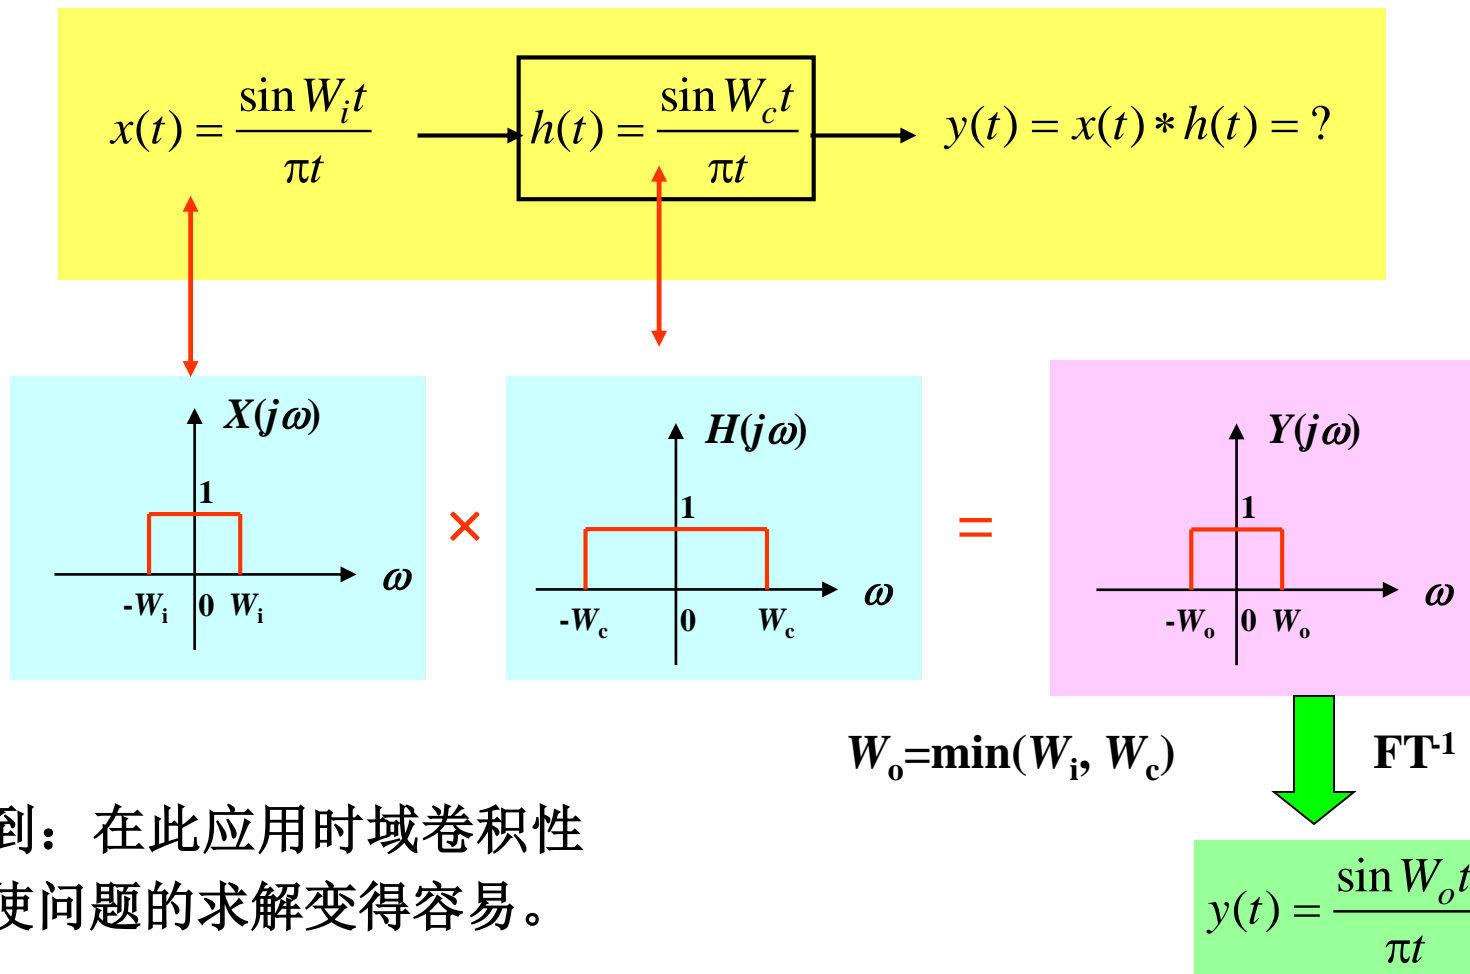 x(t) = sin W_i t / πt
h(t) = sin W_c t / πt
y(t) = x(t) * h(t) = ?
X(jω)
1
ω
-W_i 0 W_i
×
H(jω)
1
ω
-W_c 0 W_c
=
Y(jω)
1
ω
-W_o 0 W_o
W_o=min(W_i, W_c)
FT^-1
到：在此应用时域卷积性
使问题的求解变得容易。
y(t) = sin W_o t / πt